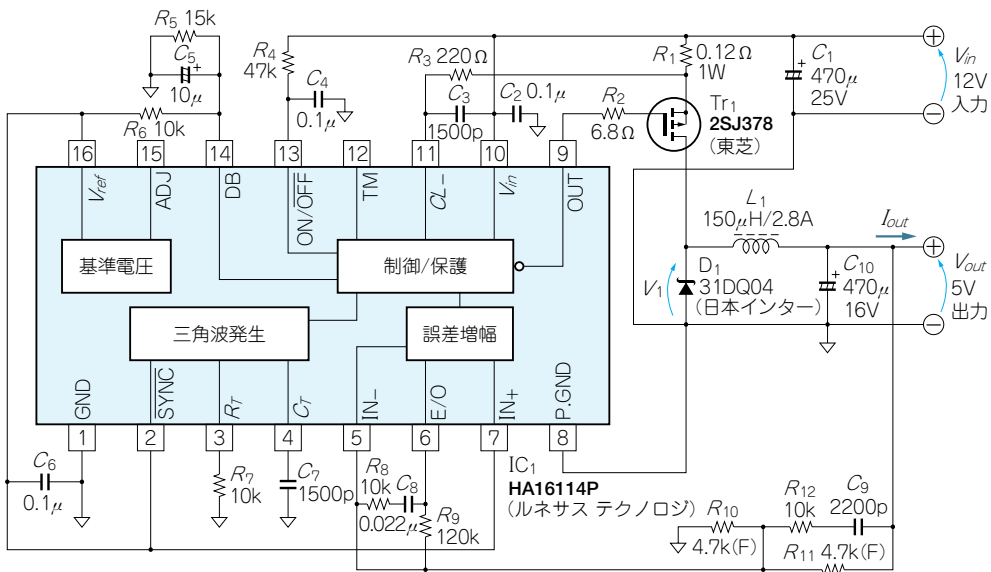 R5 15k
C5
10μ
R6 10k
R4
47k
C4
0.1μ
R3 220Ω
C3
1500p
C2 0.1μ
R1
0.12Ω
1W
R2
6.8Ω
Tr1
2SJ378
(東芝)
C1
470μ
25V
Vin
12V
入力
16
15
14
13
12
11
10
9
Vref
ADJ
DB
ON/OFF
TM
CL-
Vin
OUT
基準電圧
制御/保護
三角波発生
誤差増幅
L1
150μH/2.8A
Iout
V1
D1
31DQ04
(日本インター)
C10
470μ
16V
Vout
5V
出力
GND
SYNC
RT
CT
IN-
E/O
IN+
P.GND
1
2
3
4
5
6
7
8
IC1
HA16114P
(ルネサス テクノロジ)
C6
0.1μ
R7
10k
C7
1500p
R8
10k
C8
0.022μ
R9
120k
R10
4.7k(F)
R12
10k
C9
2200p
R11 4.7k(F)